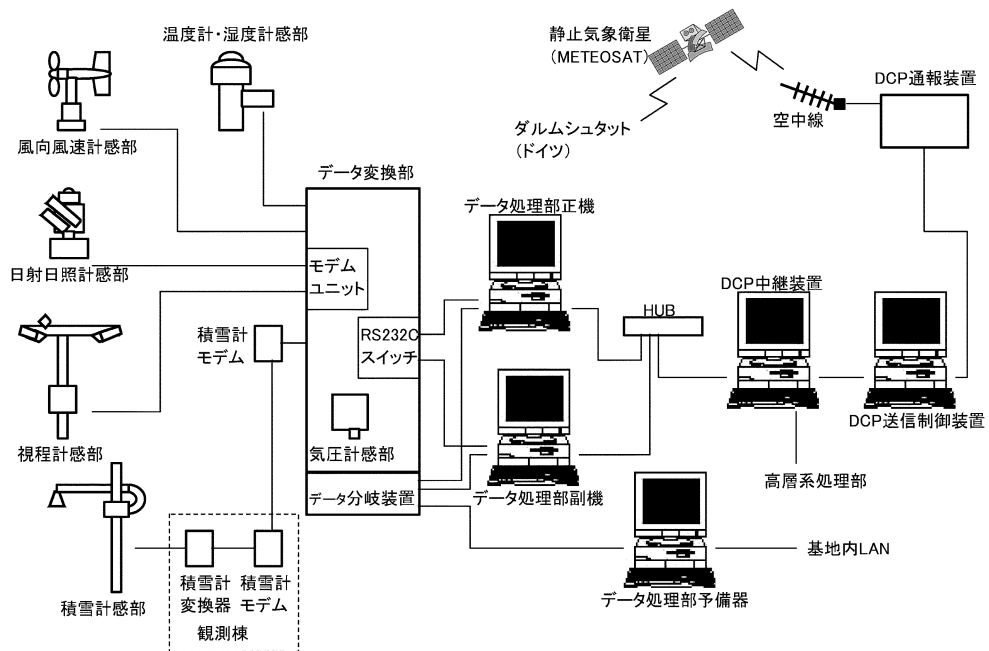 温度計・湿度計感部
静止気象衛星
(METEOSAT)
DCP通報装置
空中線
ダルムシュタット
(ドイツ)
風向風速計感部
データ変換部
データ処理部正機
日射日照計感部
モデム
ユニット
DCP中継装置
HUB
積雪計
モデム
RS232C
スイッチ
DCP送信制御装置
視程計感部
気圧計感部
高層系処理部
データ分岐装置
データ処理部副機
基地内LAN
積雪計
変換器
積雪計
モデム
積雪計感部
データ処理部予備器
観測棟